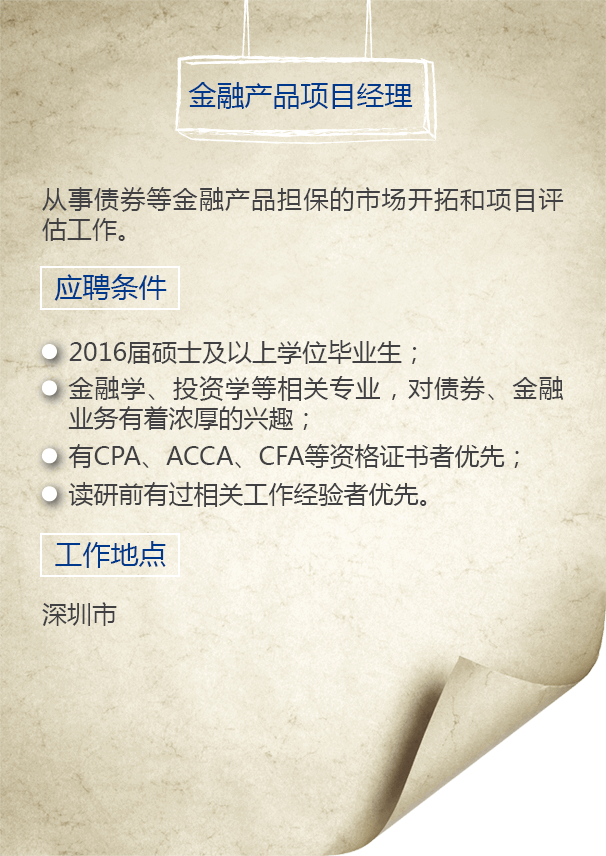 金融产品项目经理
从事债券等金融产品担保的市场开拓和项目评
估工作。
应聘条件
2016届硕士及以上学位毕业生；
金融学、投资学等相关专业，对债券、金融
业务有着浓厚的兴趣；
有CPA、ACCA、CFA等资格证书者优先；
读研前有过相关工作经验者优先。
工作地点
深圳市